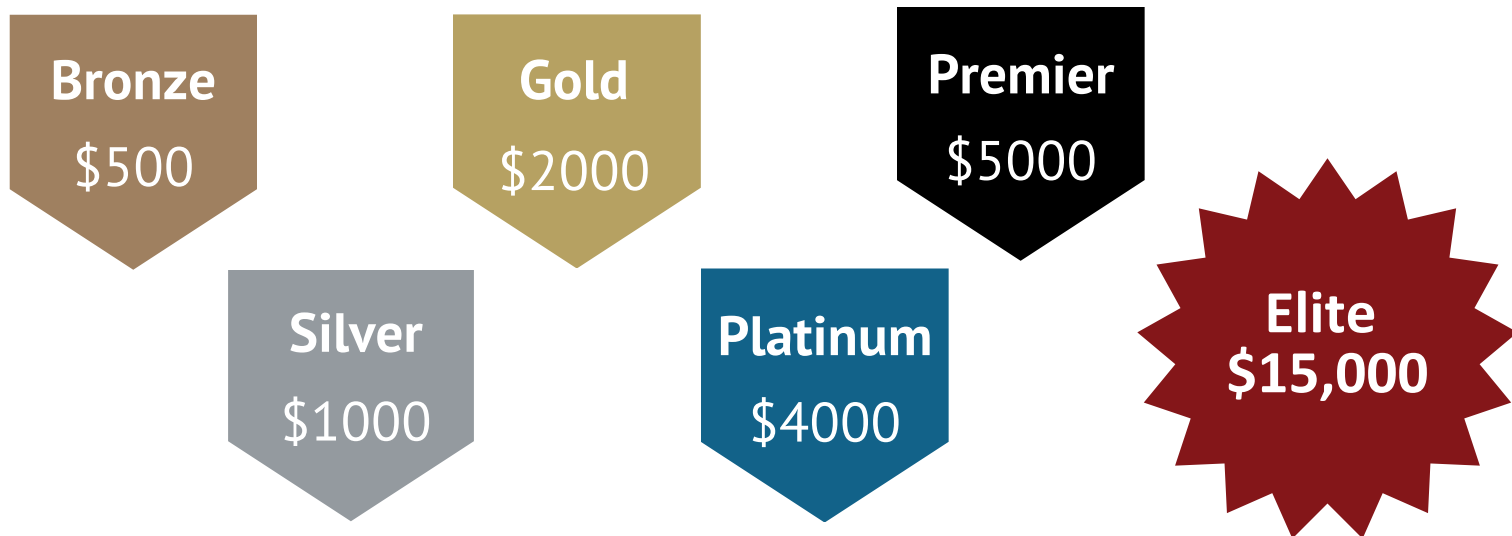 Bronze
$500
Silver
$1000
Gold
$2000
Platinum
$4000
Premier
$5000
Elite
$15,000